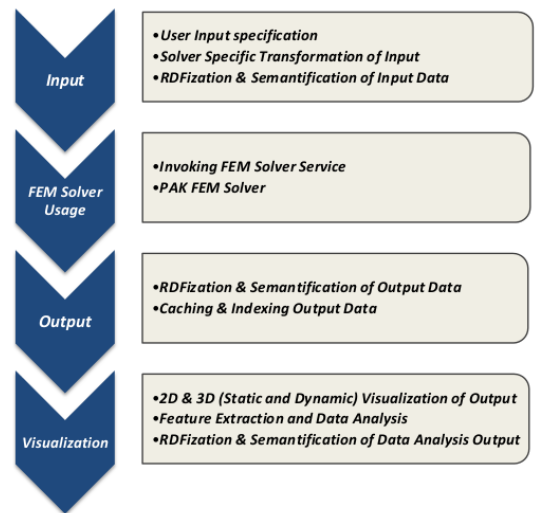 Input
•User Input specification
•Solver Specific Transformation of Input
•RDFization & Semantification of Input Data
FEM Solver
Usage
•Invoking FEM Solver Service
•PAK FEM Solver
Output
•RDFization & Semantification of Output Data
•Caching & Indexing Output Data
Visualization
•2D & 3D (Static and Dynamic) Visualization of Output
•Feature Extraction and Data Analysis
•RDFization & Semantification of Data Analysis Output